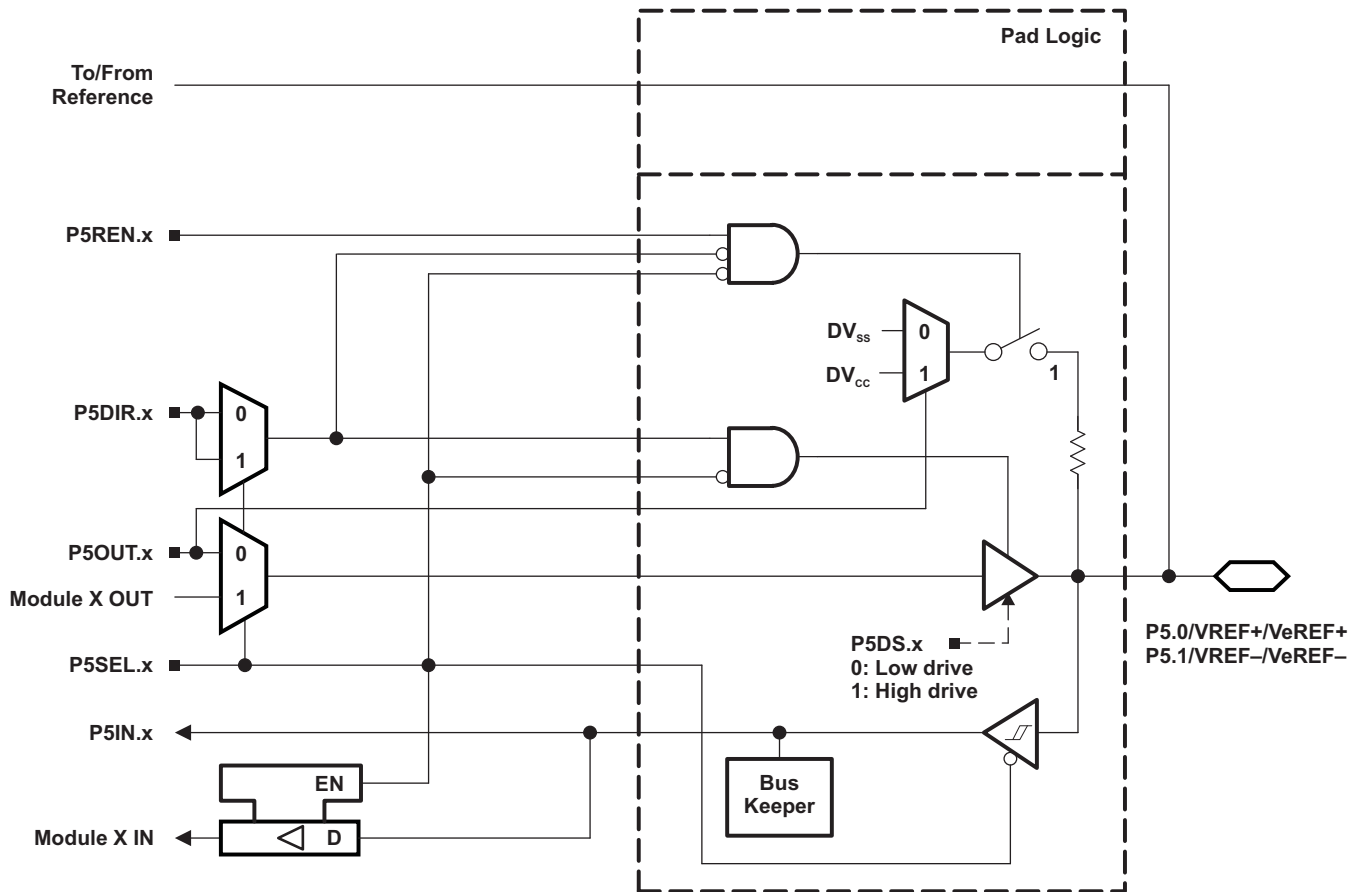 Pad Logic
To/From
Reference
P5REN.x
DVSS
0
DVCC
1
1
P5DIR.x
0
1
P5OUT.x
0
Module X OUT
1
P5DS.x
0: Low drive
1: High drive
P5.0/VREF+/VeREF+
P5.1/VREF–/VeREF–
P5SEL.x
P5IN.x
EN
Bus
Keeper
Module X IN
D